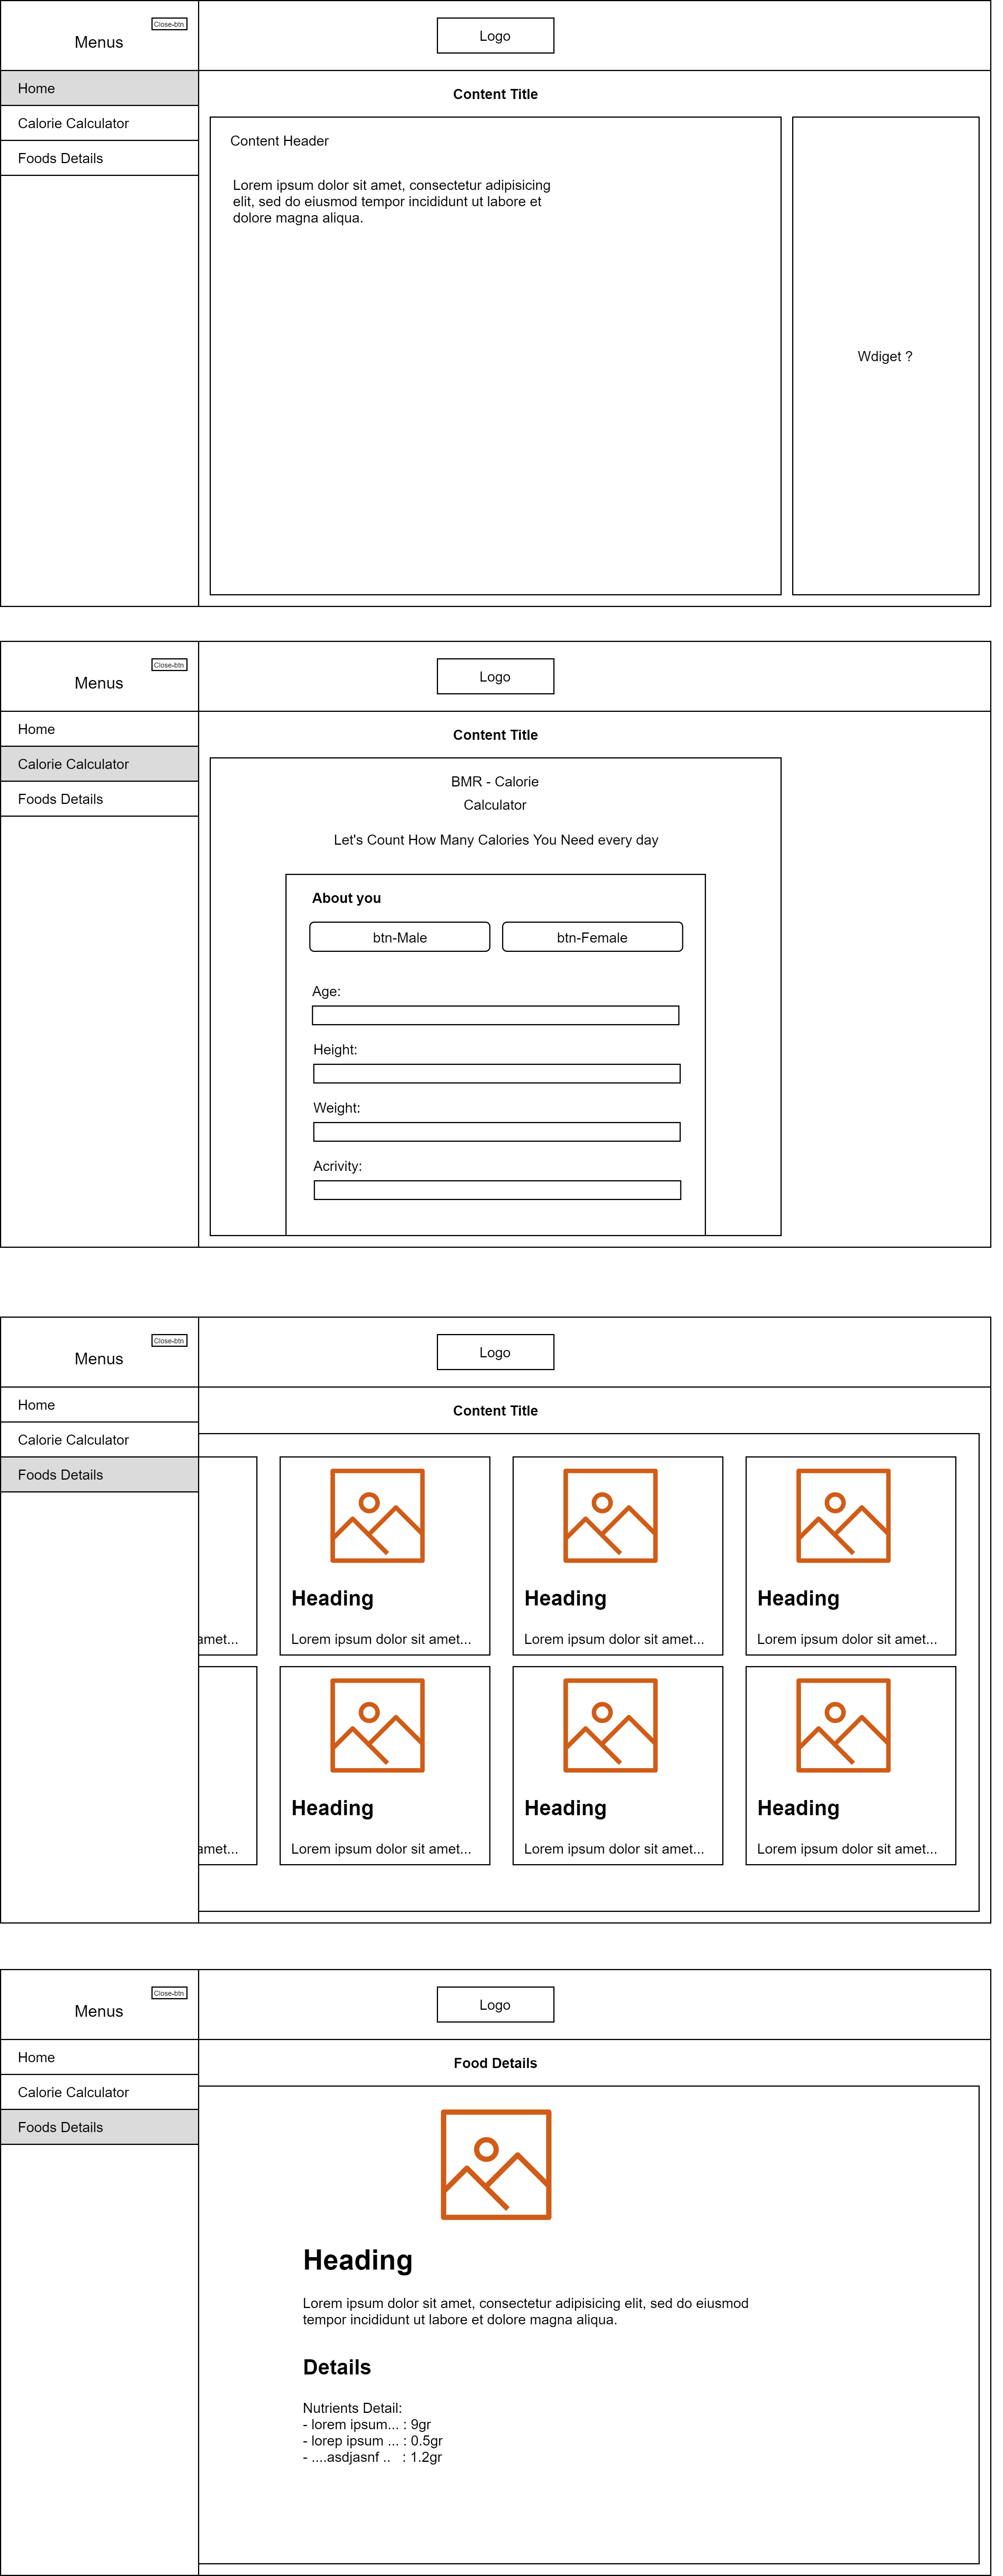 Close-btn
Menus
Logo
Home
Content Title
Calorie Calculator
Content Header
Foods Details
Lorem ipsum dolor sit amet, consectetur adipisicing
elit, sed do eiusmod tempor incididunt ut labore et
dolore magna aliqua.
Wdiget ?
Close-btn
Menus
Logo
Home
Content Title
Calorie Calculator
Foods Details
BMR - Calorie
Calculator
Let's Count How Many Calories You Need every day
About you
btn-Male
btn-Female
Age:
Height:
Weight:
Acrivity:
Close-btn
Menus
Logo
Home
Content Title
Calorie Calculator
Foods Details
Heading
Heading
Heading
amet...
Lorem ipsum dolor sit amet...
Lorem ipsum dolor sit amet...
Lorem ipsum dolor sit amet...
Heading
Heading
Heading
amet...
Lorem ipsum dolor sit amet...
Lorem ipsum dolor sit amet...
Lorem ipsum dolor sit amet...
Close-btn
Menus
Logo
Home
Food Details
Calorie Calculator
Foods Details
Heading
Lorem ipsum dolor sit amet, consectetur adipisicing elit, sed do eiusmod
tempor incididunt ut labore et dolore magna aliqua.
Details
Nutrients Detail:
- lorem ipsum... : 9gr
- lorep ipsum ... : 0.5gr
- ....asdjasnf .. : 1.2gr